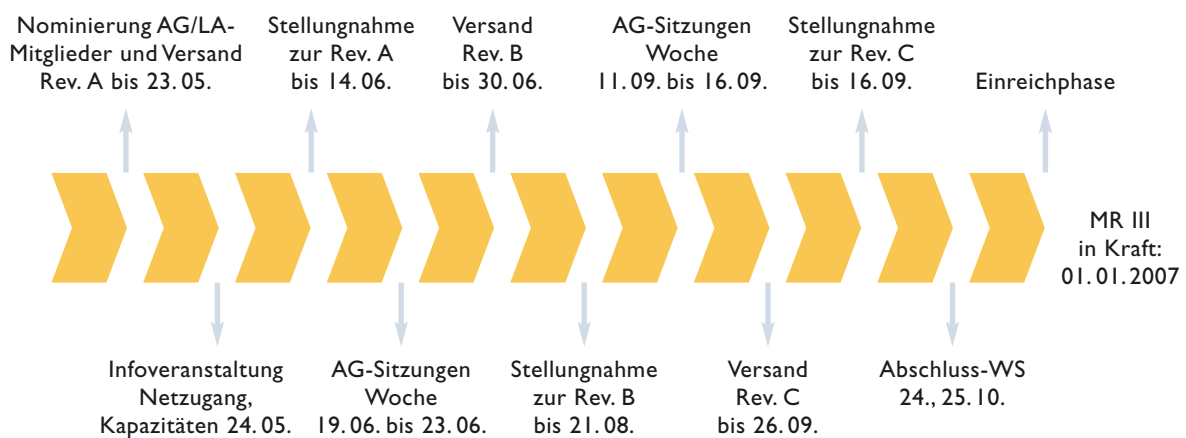 Nominierung AG/LA-
Mitglieder und Versand
Rev. A bis 23. 05.
Stellungnahme
zur Rev. A
bis 14. 06.
Versand
Rev. B
bis 30. 06.
AG-Sitzungen
Woche
11. 09. bis 16. 09.
Stellungnahme
zur Rev. C
bis 16. 09.
Einreichphase
MR III
in Kraft:
01. 01. 2007
Infoveranstaltung
Netzugang,
Kapazitäten 24. 05.
AG-Sitzungen
Woche
19. 06. bis 23. 06.
Stellungnahme
zur Rev. B
bis 21. 08.
Versand
Rev. C
bis 26. 09.
Abschluss-WS
24., 25. 10.